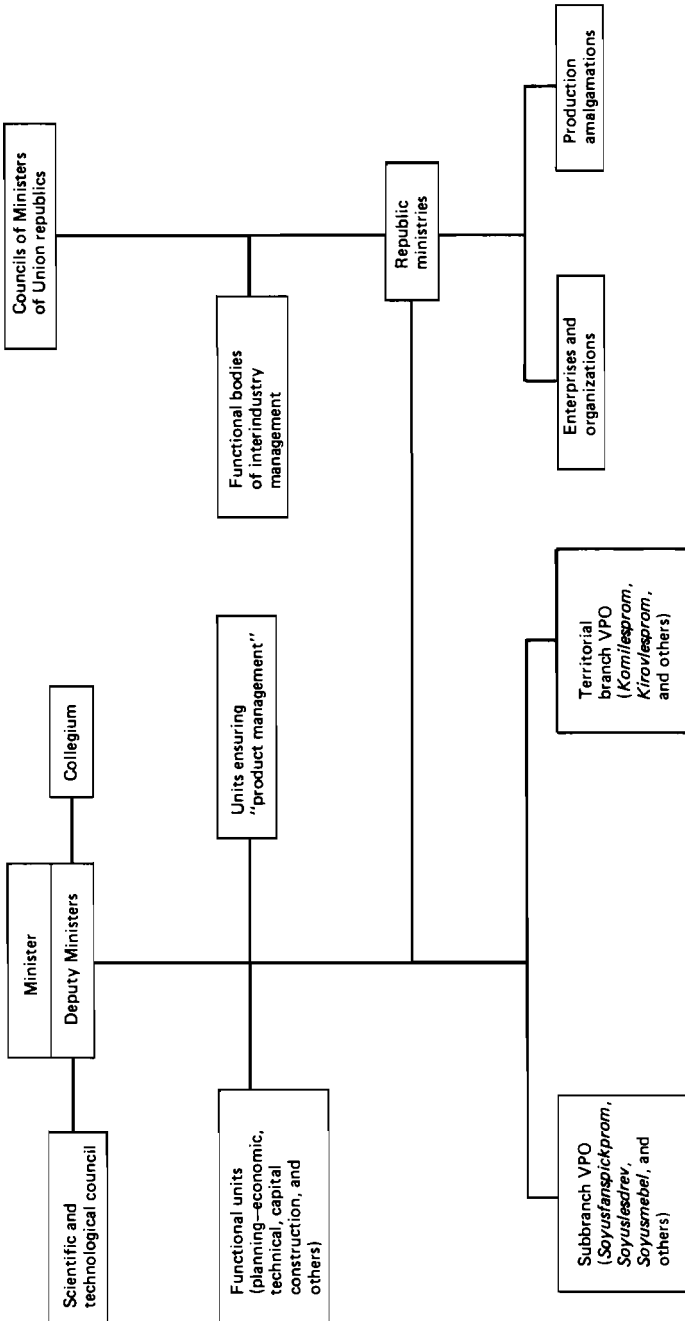 Minister
Deputy Ministers
Collegium
Scientific and
technological council
Councils of Ministers
of Union republics
Functional units
(planning—economic,
technical, capital
construction, and
others)
Units ensuring
"product management"
Functional bodies
of interindustry
management
Republic
ministries
Subbranch VPO
(Soyusfanspickprom,
Soyuslesdrev,
Soyusmebel, and
others)
Territorial
branch VPO
(Komilesprom,
Kirovlesprom,
and others)
Enterprises and
organizations
Production
amalgamations